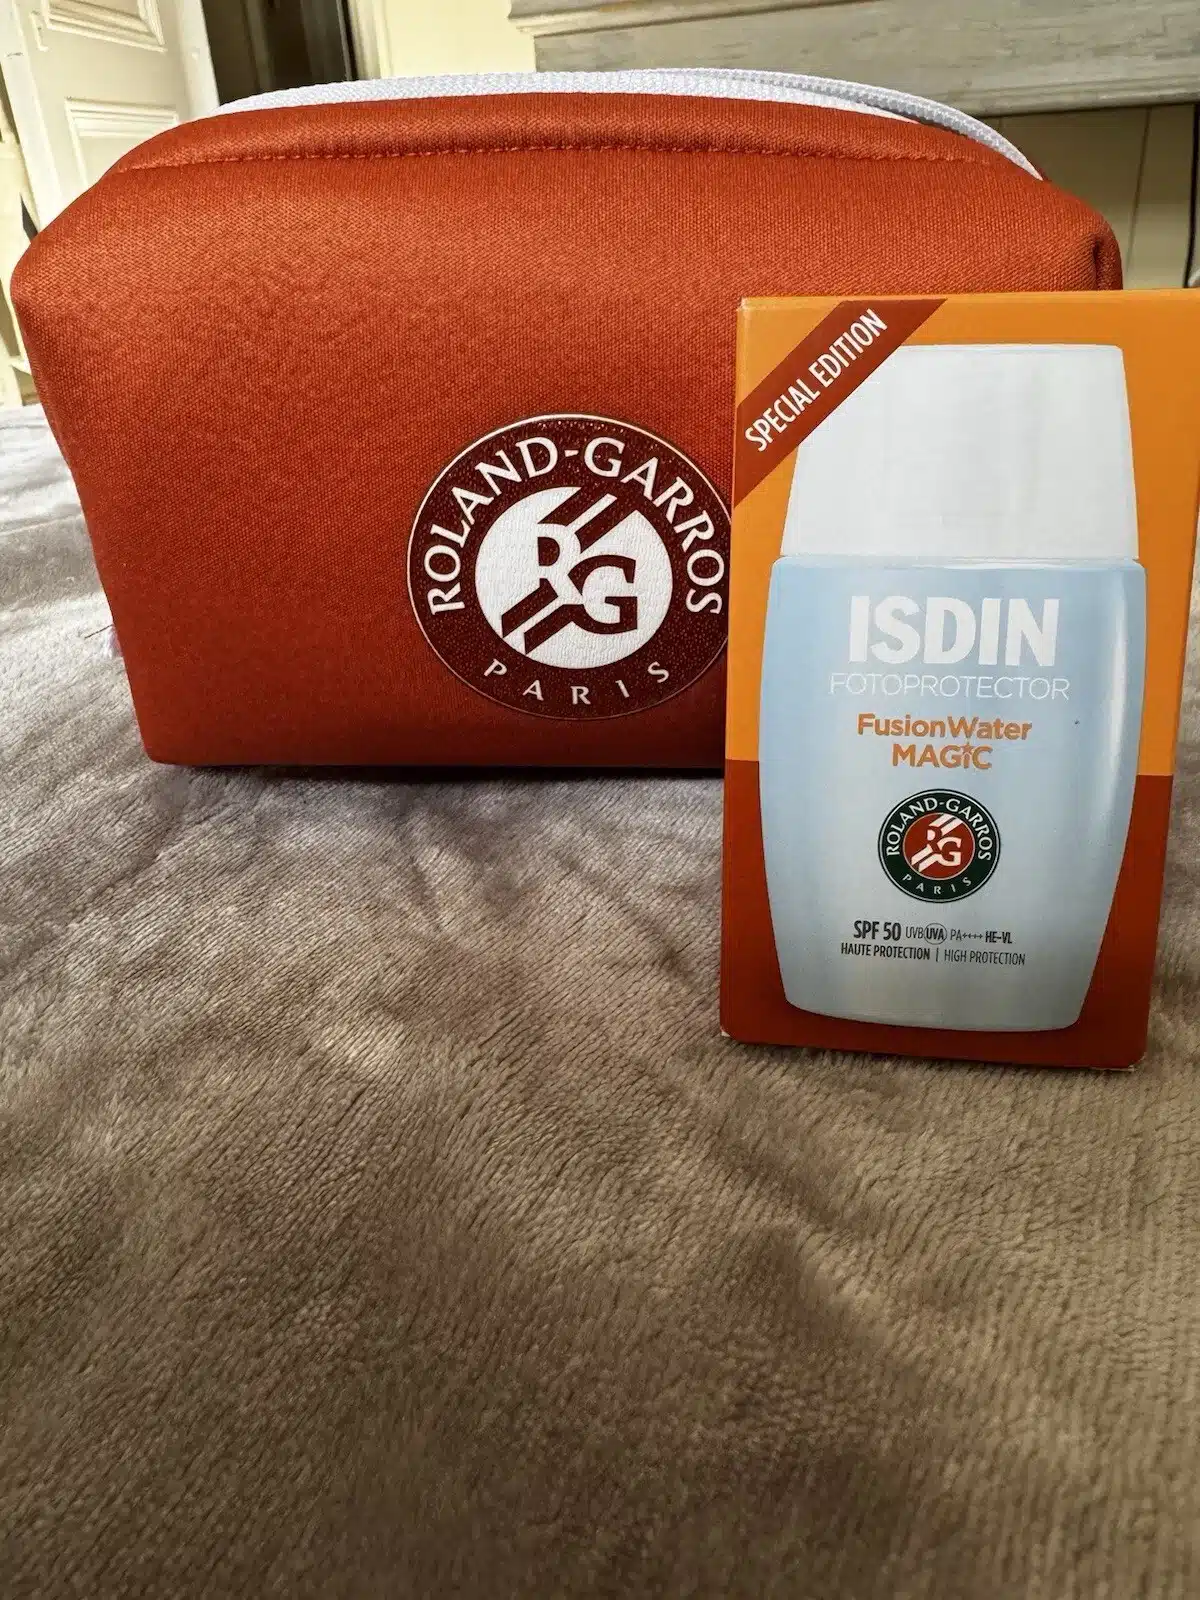 ROLAND-GARROS
RG
PARIS
SPECIAL EDITION
ISDIN
FOTOPROTECTOR
FusionWater
MAGIC
ROLAND-GARROS
RG
PARIS
SPF 50 UVB UVA PA++++ HE-VL
HAUTE PROTECTION | HIGH PROTECTION